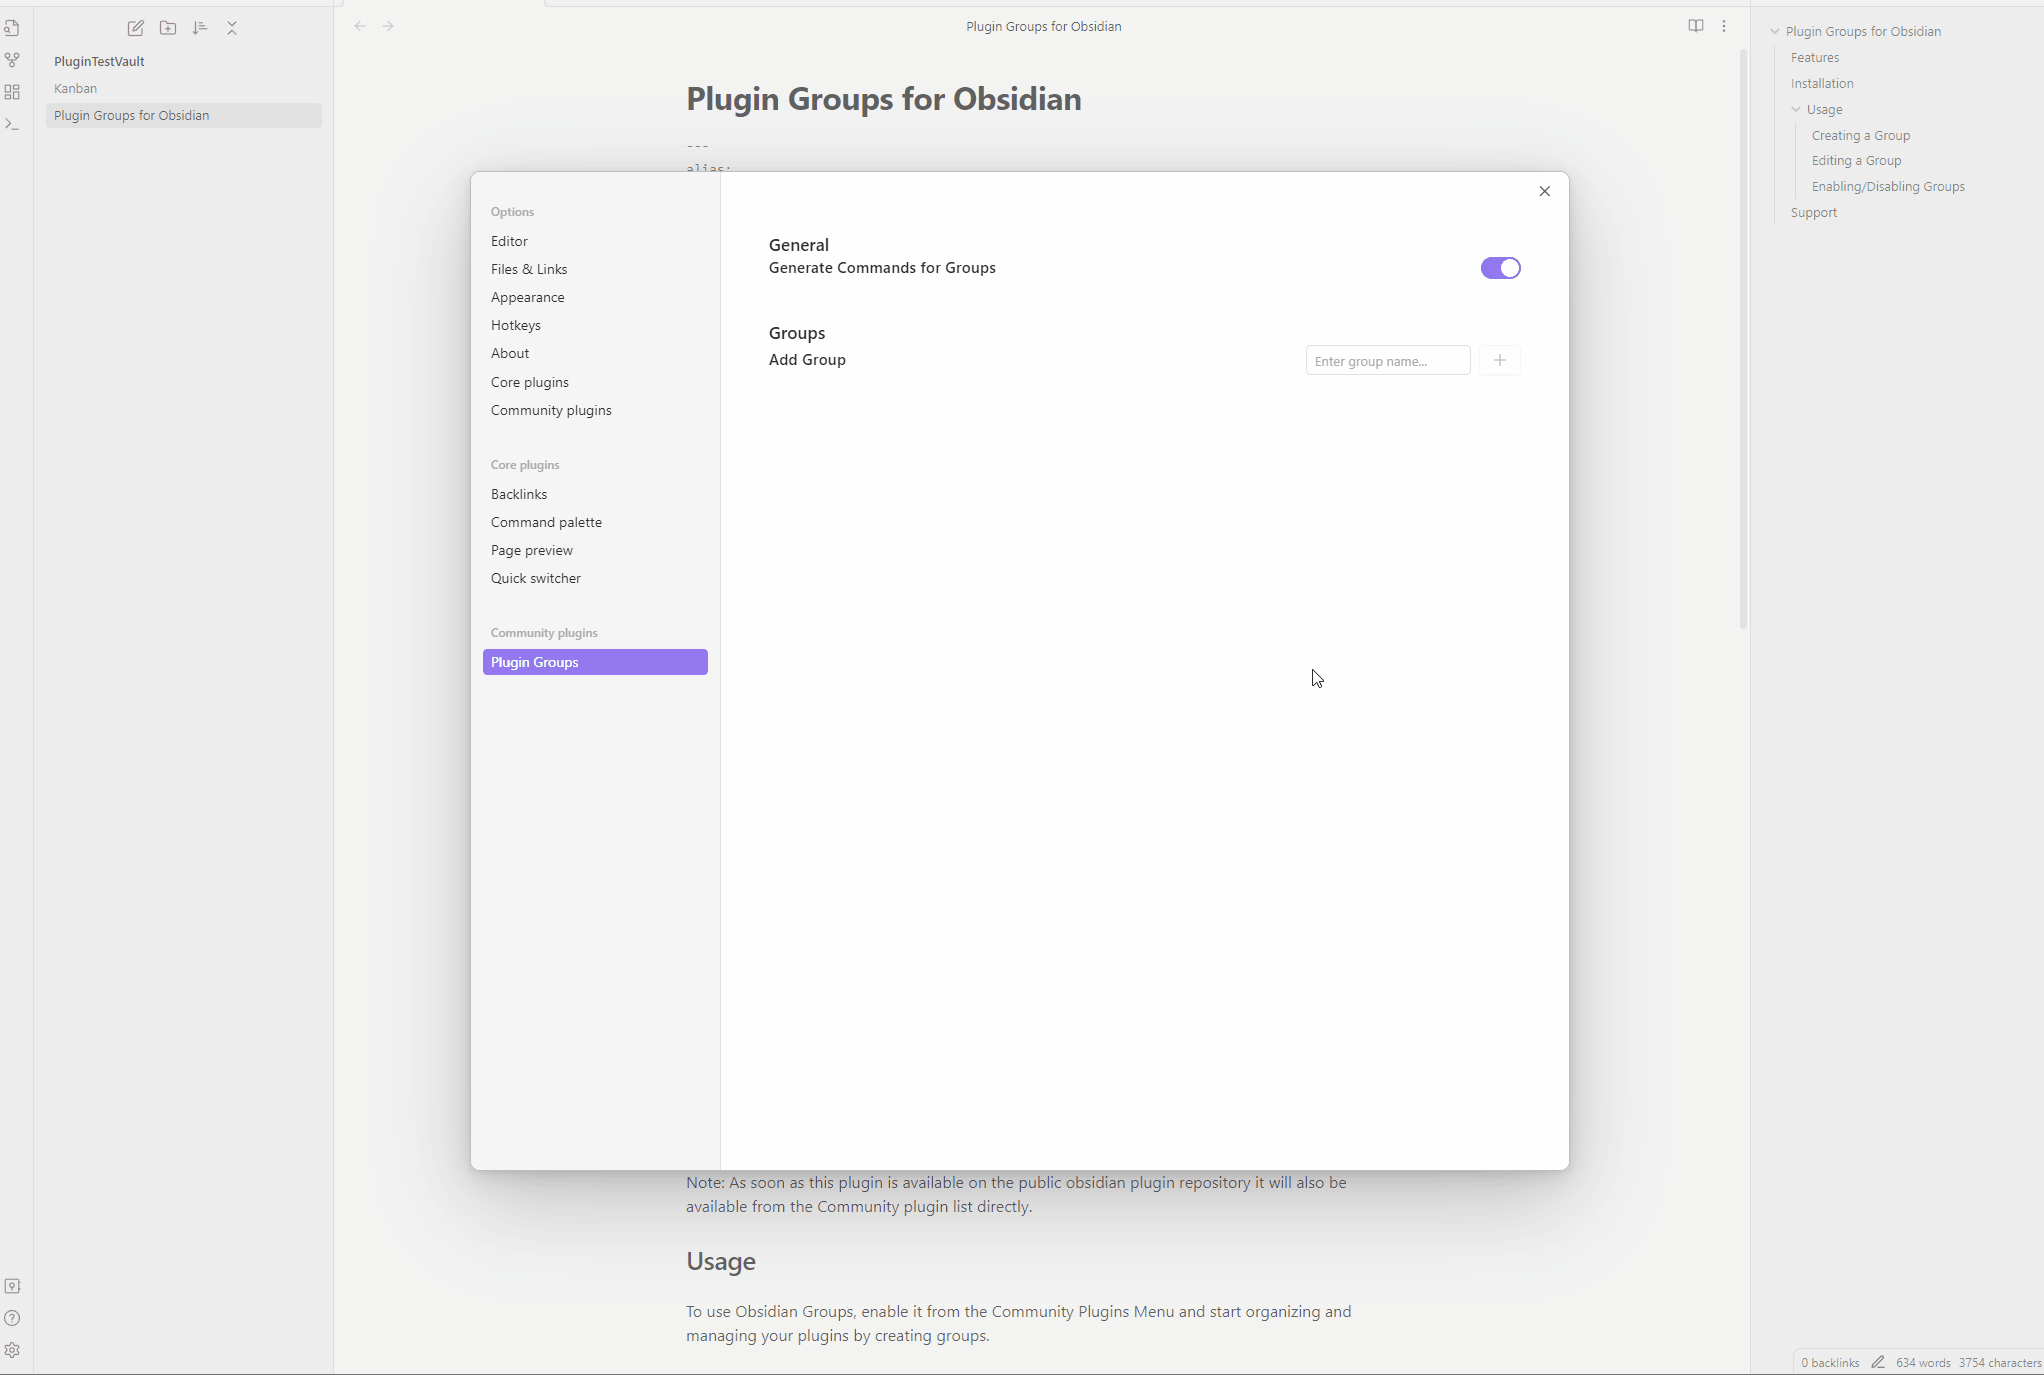 PluginTestVault
Kanban
Plugin Groups for Obsidian
Plugin Groups for Obsidian
Plugin Groups for Obsidian
---
alias:
Options
Editor
Files & Links
Appearance
Hotkeys
About
Core plugins
Community plugins
Core plugins
Backlinks
Command palette
Page preview
Quick switcher
Community plugins
Plugin Groups
General
Generate Commands for Groups
Groups
Add Group
Enter group name...
Note: As soon as this plugin is available on the public obsidian plugin repository it will also be
available from the Community plugin list directly.
Usage
To use Obsidian Groups, enable it from the Community Plugins Menu and start organizing and
managing your plugins by creating groups.
Plugin Groups for Obsidian
Features
Installation
Usage
Creating a Group
Editing a Group
Enabling/Disabling Groups
Support
0 backlinks 634 words 3754 characters